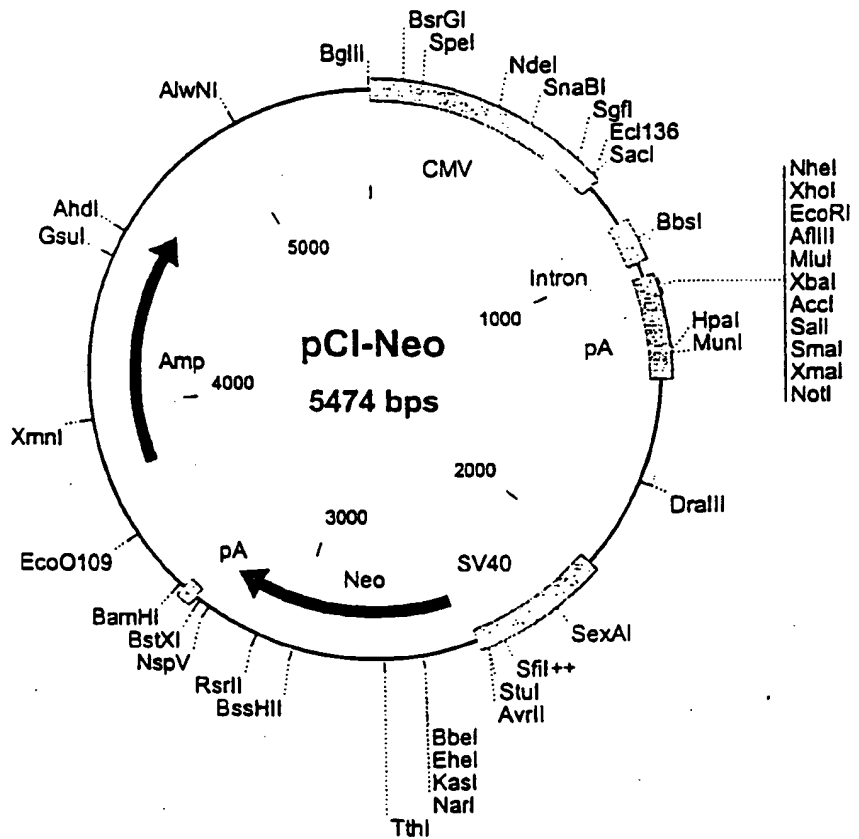 BsrGI
SpeI
BglII
NdeI
SnaBI
SgfI
Ecl136
SacI
AlwNI
CMV
NheI
XhoI
EcoRI
AflIII
MluI
XbaI
AccI
SalI
SmaI
XmaI
NotI
AhdI
GsuI
BbsI
5000
Intron
1000
HpaI
MunI
pA
pCI-Neo
5474 bps
Amp
4000
XmnI
2000
DraIII
3000
EcoO109
pA
Neo
SV40
BamHI
BstXI
NspV
SexAI
RsrII
BssHII
SfiI++
StuI
AvrII
BbeI
EheI
KasI
NarI
TthI